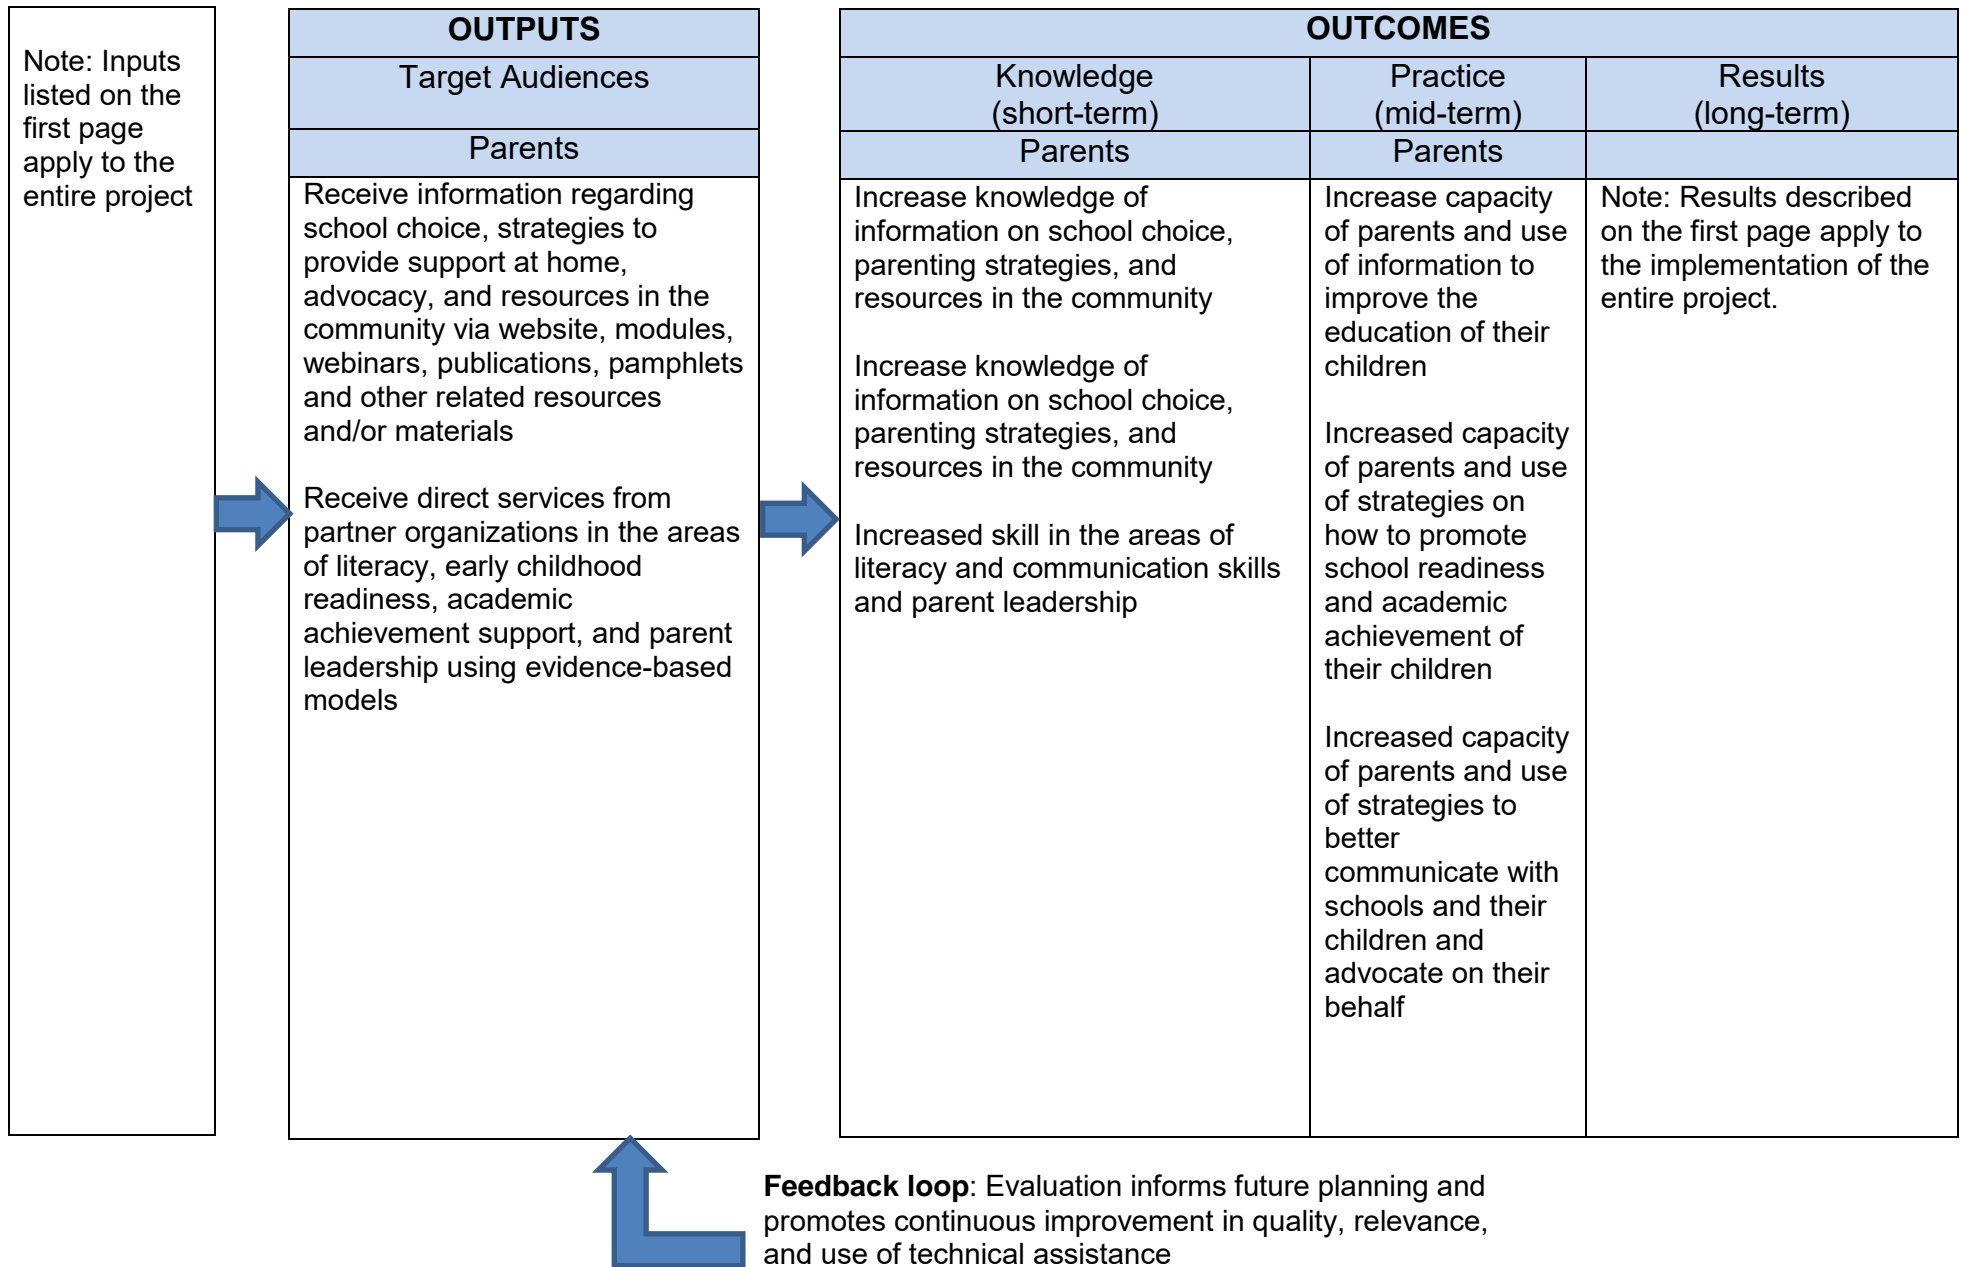 Note: Inputs
listed on the
first page
apply to the
entire project
OUTPUTS
Target Audiences
Parents
Receive information regarding
school choice, strategies to
provide support at home,
advocacy, and resources in the
community via website, modules,
webinars, publications, pamphlets
and other related resources
and/or materials
Receive direct services from
partner organizations in the areas
of literacy, early childhood
readiness, academic
achievement support, and parent
leadership using evidence-based
models
OUTCOMES
Knowledge
(short-term)
Parents
Increase knowledge of
information on school choice,
parenting strategies, and
resources in the community
Increase knowledge of
information on school choice,
parenting strategies, and
resources in the community
Increased skill in the areas of
literacy and communication skills
and parent leadership
Practice
(mid-term)
Parents
Increase capacity
of parents and use
of information to
improve the
education of their
children
Increased capacity
of parents and use
of strategies on
how to promote
school readiness
and academic
achievement of
their children
Increased capacity
of parents and use
of strategies to
better
communicate with
schools and their
children and
advocate on their
behalf
Results
(long-term)
Note: Results described
on the first page apply to
the implementation of the
entire project.
Feedback loop: Evaluation informs future planning and
promotes continuous improvement in quality, relevance,
and use of technical assistance